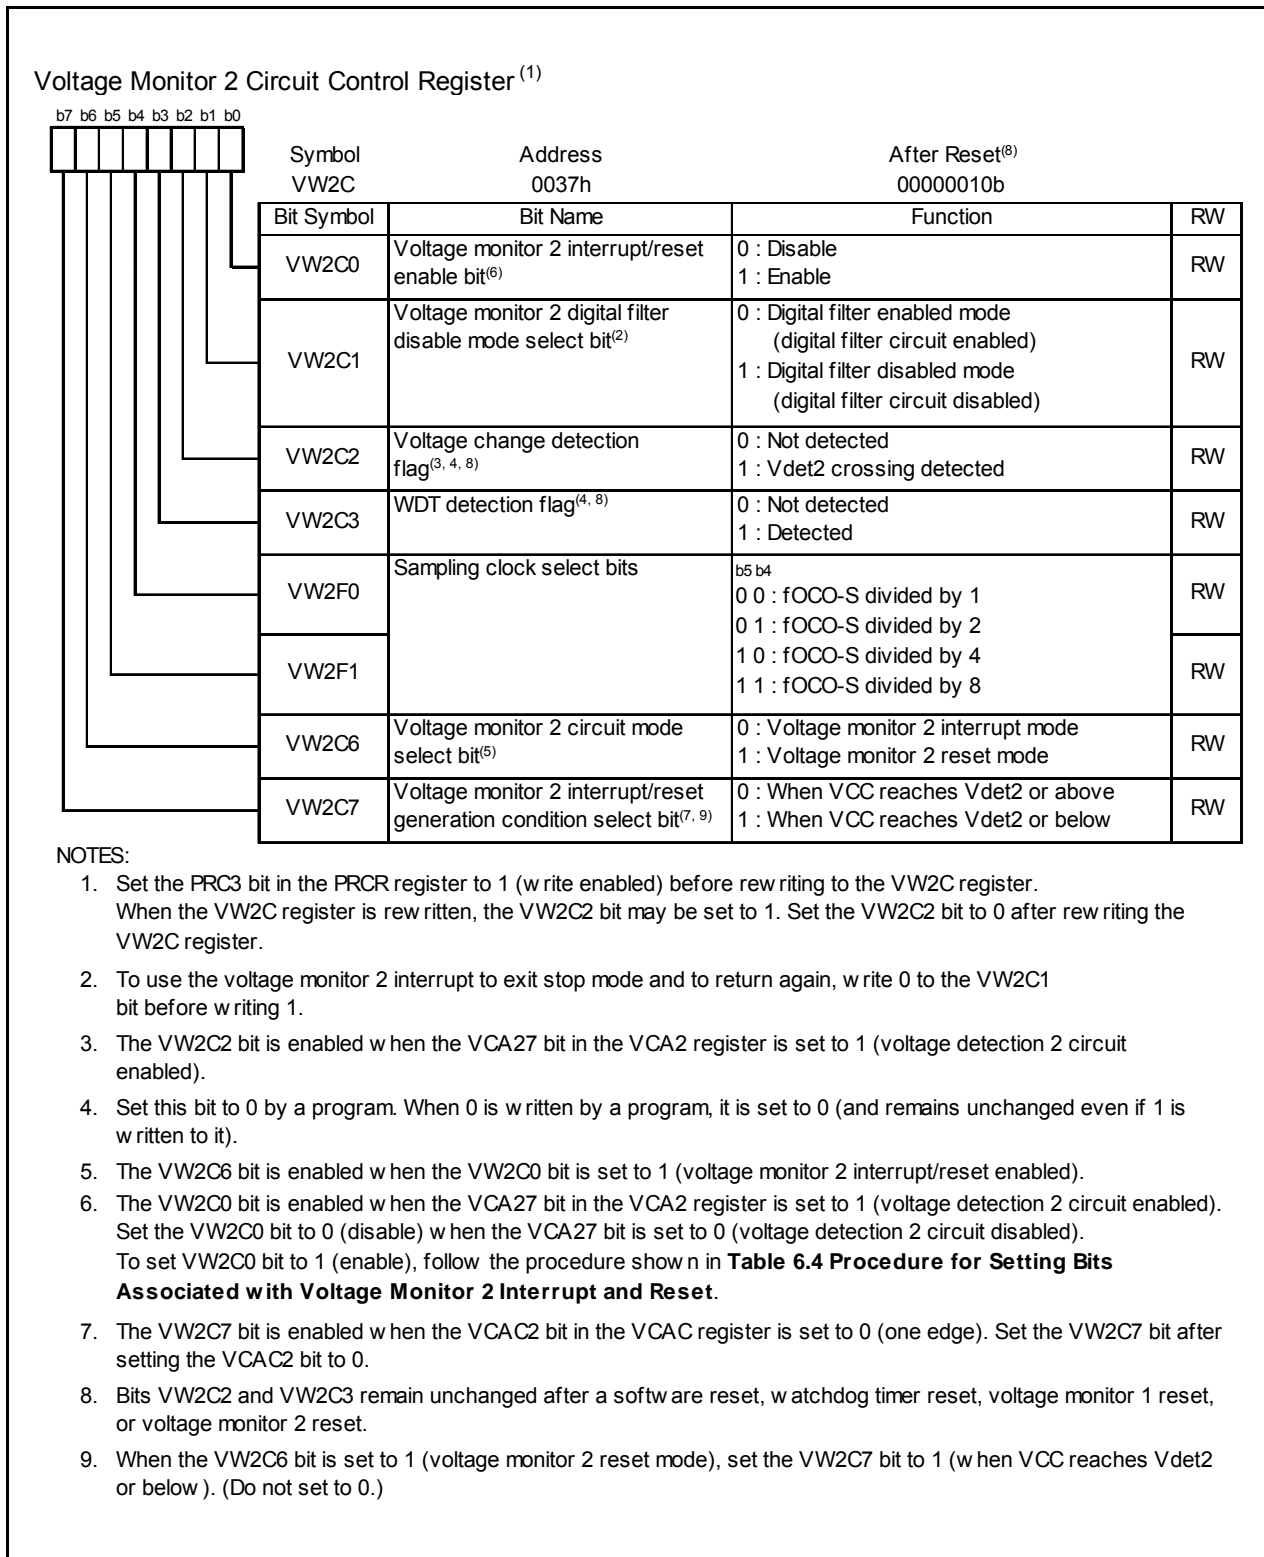 Voltage Monitor 2 Circuit Control Register (1)
b7 b6 b5 b4 b3 b2 b1 b0
Symbol Address After Reset(8)
VW2C 0037h 00000010b
Bit Symbol Bit Name Function RW
VW2C0 Voltage monitor 2 interrupt/reset enable bit(6) 0 : Disable
1 : Enable RW
VW2C1 Voltage monitor 2 digital filter disable mode select bit(2) 0 : Digital filter enabled mode
(digital filter circuit enabled)
1 : Digital filter disabled mode
(digital filter circuit disabled) RW
VW2C2 Voltage change detection flag(3, 4, 8) 0 : Not detected
1 : Vdet2 crossing detected RW
VW2C3 WDT detection flag(4, 8) 0 : Not detected
1 : Detected RW
VW2F0 Sampling clock select bits b5 b4
0 0 : fOCO-S divided by 1 RW
0 1 : fOCO-S divided by 2
VW2F1 1 0 : fOCO-S divided by 4 RW
1 1 : fOCO-S divided by 8
VW2C6 Voltage monitor 2 circuit mode select bit(5) 0 : Voltage monitor 2 interrupt mode
1 : Voltage monitor 2 reset mode RW
VW2C7 Voltage monitor 2 interrupt/reset generation condition select bit(7, 9) 0 : When VCC reaches Vdet2 or above
1 : When VCC reaches Vdet2 or below RW
NOTES:
1. Set the PRC3 bit in the PRCR register to 1 (write enabled) before rewriting to the VW2C register.
When the VW2C register is rewritten, the VW2C2 bit may be set to 1. Set the VW2C2 bit to 0 after rewriting the
VW2C register.
2. To use the voltage monitor 2 interrupt to exit stop mode and to return again, write 0 to the VW2C1
bit before writing 1.
3. The VW2C2 bit is enabled when the VCA27 bit in the VCA2 register is set to 1 (voltage detection 2 circuit
enabled).
4. Set this bit to 0 by a program. When 0 is written by a program, it is set to 0 (and remains unchanged even if 1 is
written to it).
5. The VW2C6 bit is enabled when the VW2C0 bit is set to 1 (voltage monitor 2 interrupt/reset enabled).
6. The VW2C0 bit is enabled when the VCA27 bit in the VCA2 register is set to 1 (voltage detection 2 circuit enabled).
Set the VW2C0 bit to 0 (disable) when the VCA27 bit is set to 0 (voltage detection 2 circuit disabled).
To set VW2C0 bit to 1 (enable), follow the procedure shown in Table 6.4 Procedure for Setting Bits
Associated with Voltage Monitor 2 Interrupt and Reset.
7. The VW2C7 bit is enabled when the VCAC2 bit in the VCAC register is set to 0 (one edge). Set the VW2C7 bit after
setting the VCAC2 bit to 0.
8. Bits VW2C2 and VW2C3 remain unchanged after a software reset, watchdog timer reset, voltage monitor 1 reset,
or voltage monitor 2 reset.
9. When the VW2C6 bit is set to 1 (voltage monitor 2 reset mode), set the VW2C7 bit to 1 (when VCC reaches Vdet2
or below). (Do not set to 0.)